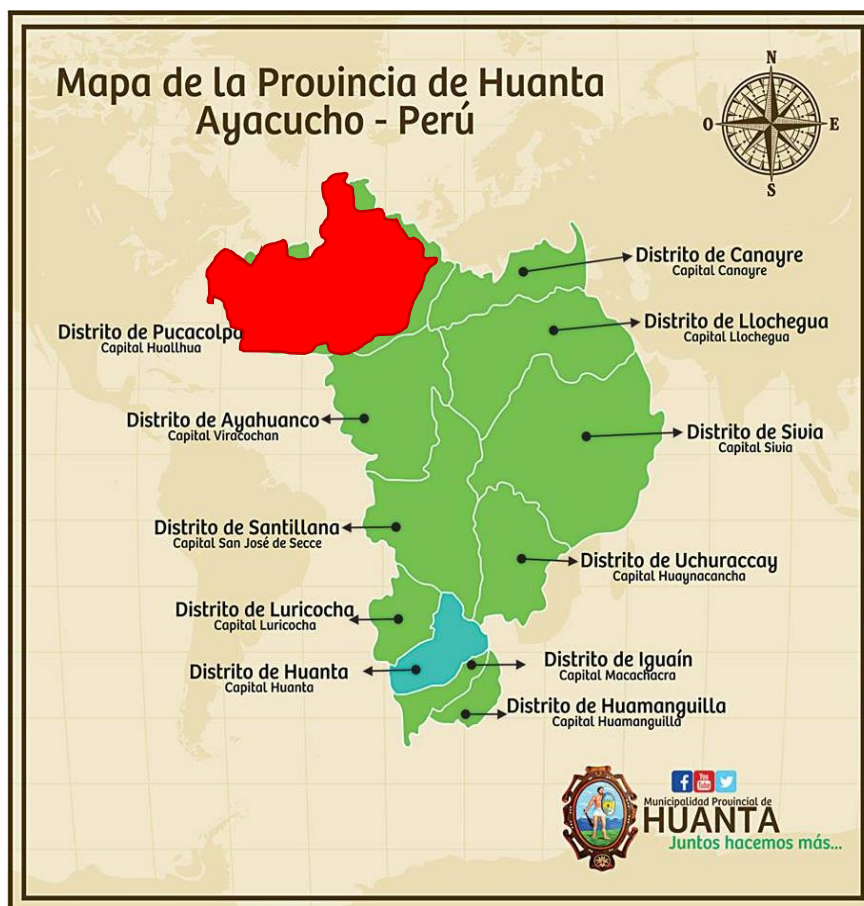 Mapa de la Provincia de Huanta
Ayacucho - Perú
N
O
E
S
Distrito de Canayre
Capital Canayre
Distrito de Pucacolpa
Capital Huallhua
Distrito de Llochegua
Capital Llochegua
Distrito de Ayahuanco
Capital Viracochan
Distrito de Sivia
Capital Sivia
Distrito de Santillana
Capital San José de Secce
Distrito de Uchuraccay
Capital Huaynacancha
Distrito de Luricocha
Capital Luricocha
Distrito de Huanta
Capital Huanta
Distrito de Iguaín
Capital Macachacra
Distrito de Huamanguilla
Capital Huamanguilla
You
Tube
Municipalidad Provincial de
HUANTA
Juntos hacemos más...